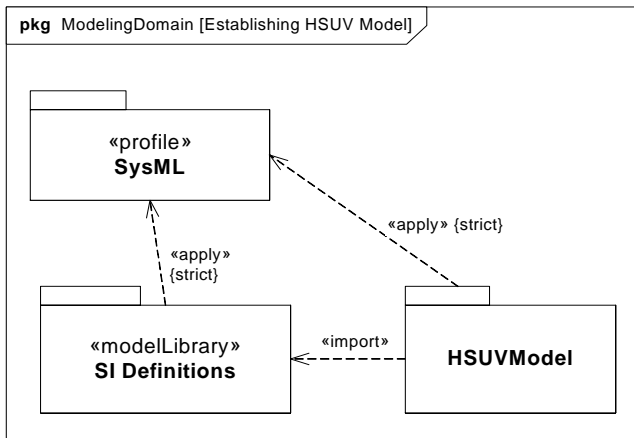 pkg ModelingDomain [Establishing HSUV Model]
«profile»
SysML
«apply» {strict}
«apply»
{strict}
«modelLibrary»
SI Definitions
«import»
HSUVModel